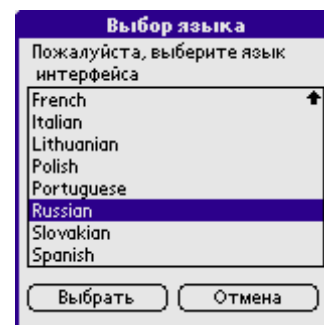 Выбор языка
Пожалуйста, выберите язык
интерфейса
French
Italian
Lithuanian
Polish
Portuguese
Russian
Slovakian
Spanish
Выбрать
Отмена